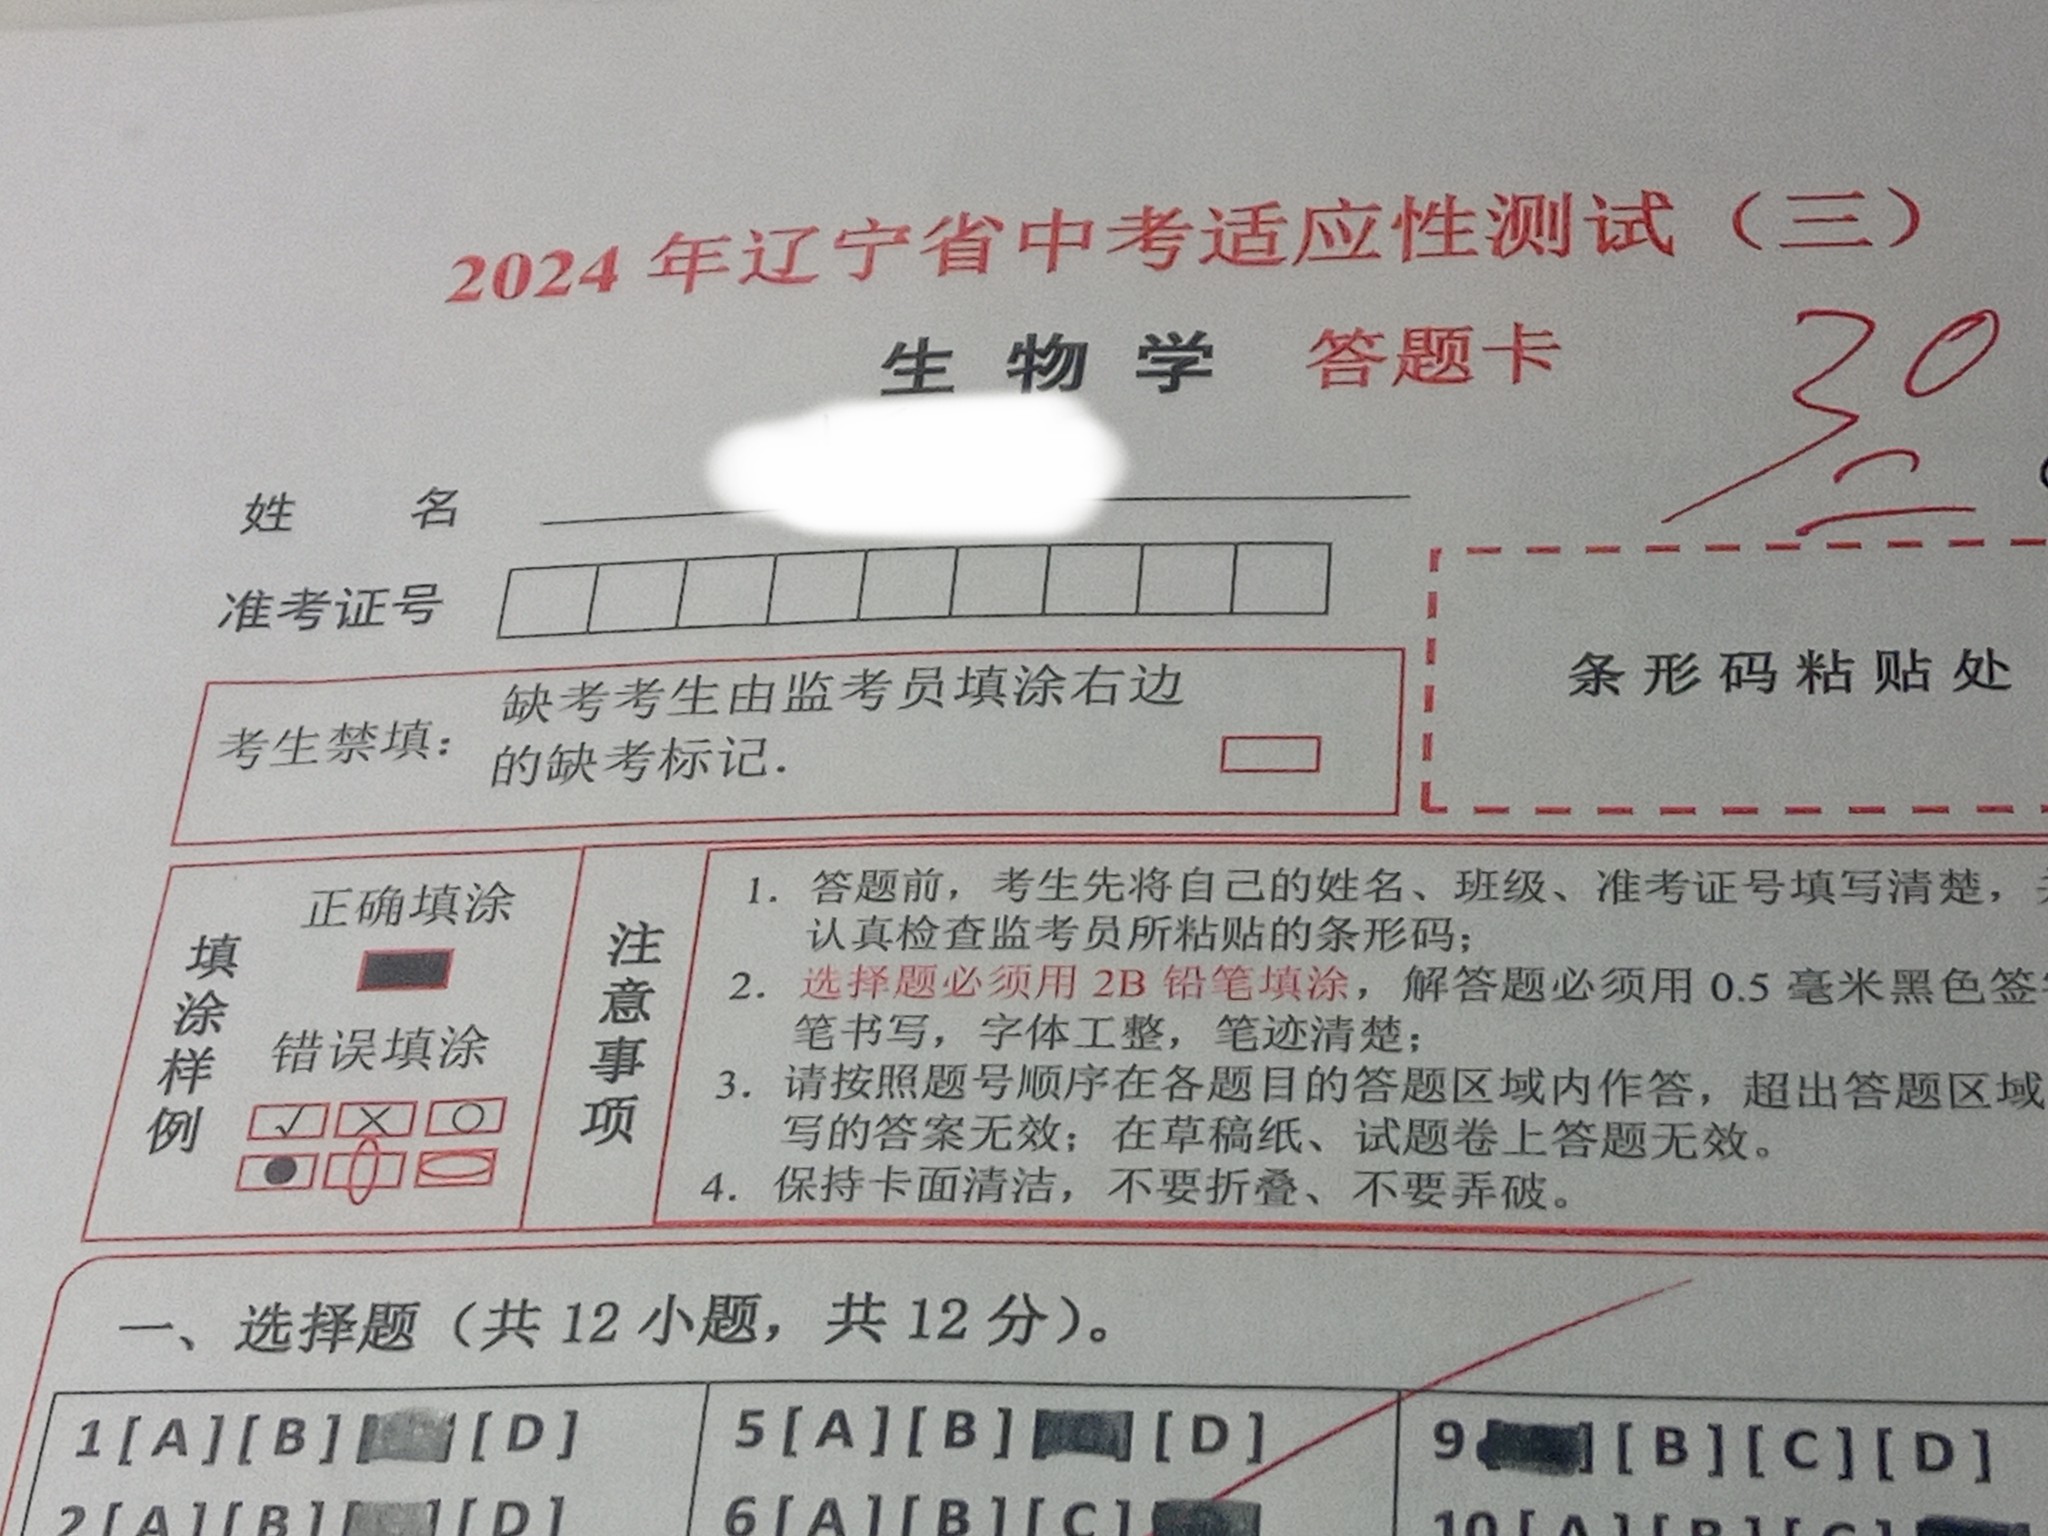 2024年辽宁省中考适应性测试（三）
生物学 答题卡
30
姓 名
准考证号
条形码粘贴处
考生禁填：
缺考考生由监考员填涂右边
的缺考标记.
填涂样例
正确填涂
错误填涂
注意事项
1. 答题前，考生先将自己的姓名、班级、准考证号填写清楚，
认真检查监考员所粘贴的条形码；
2. 选择题必须用 2B 铅笔填涂，解答题必须用 0.5 毫米黑色签
笔书写，字体工整，笔迹清楚；
3. 请按照题号顺序在各题目的答题区域内作答，超出答题区域
写的答案无效；在草稿纸、试题卷上答题无效。
4. 保持卡面清洁，不要折叠、不要弄破。
一、选择题（共 12 小题，共 12 分）。
1 [A] [B] [D]
5 [A] [B] [D]
9 [B] [C] [D]
2 [A] [B] [D]
6 [A] [B] [C]
10 [A] [B] [C]